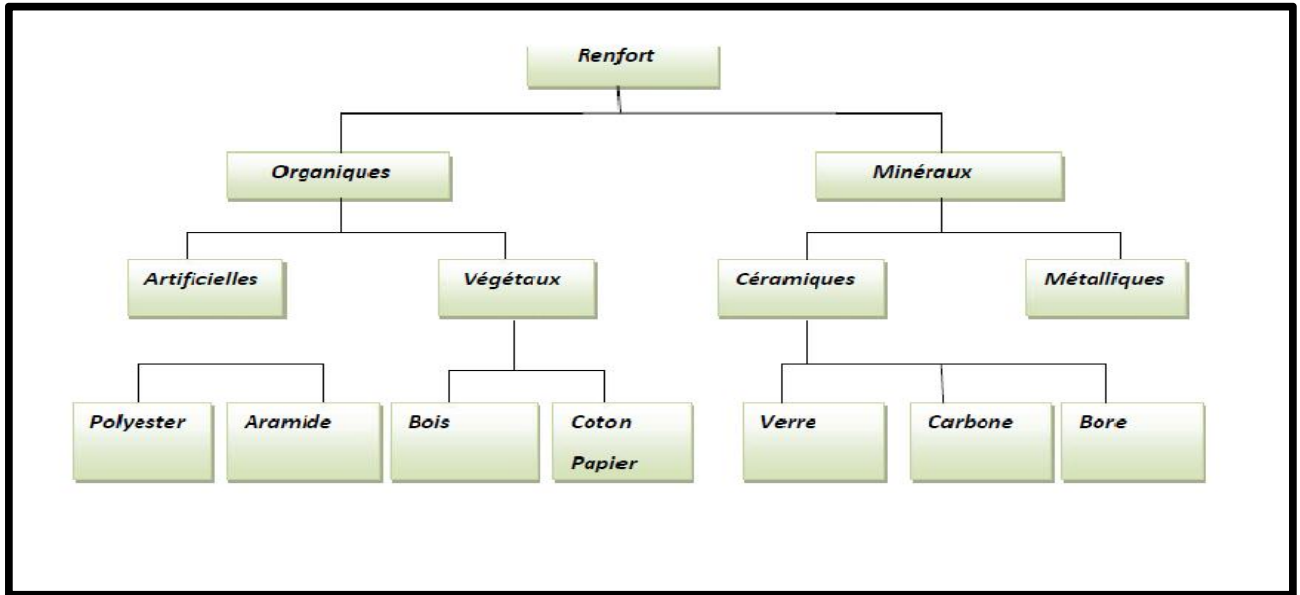 Renfort
Organiques
Minéraux
Artificielles
Végétaux
Céramiques
Métalliques
Polyester
Aramide
Bois
Coton
Papier
Verre
Carbone
Bore